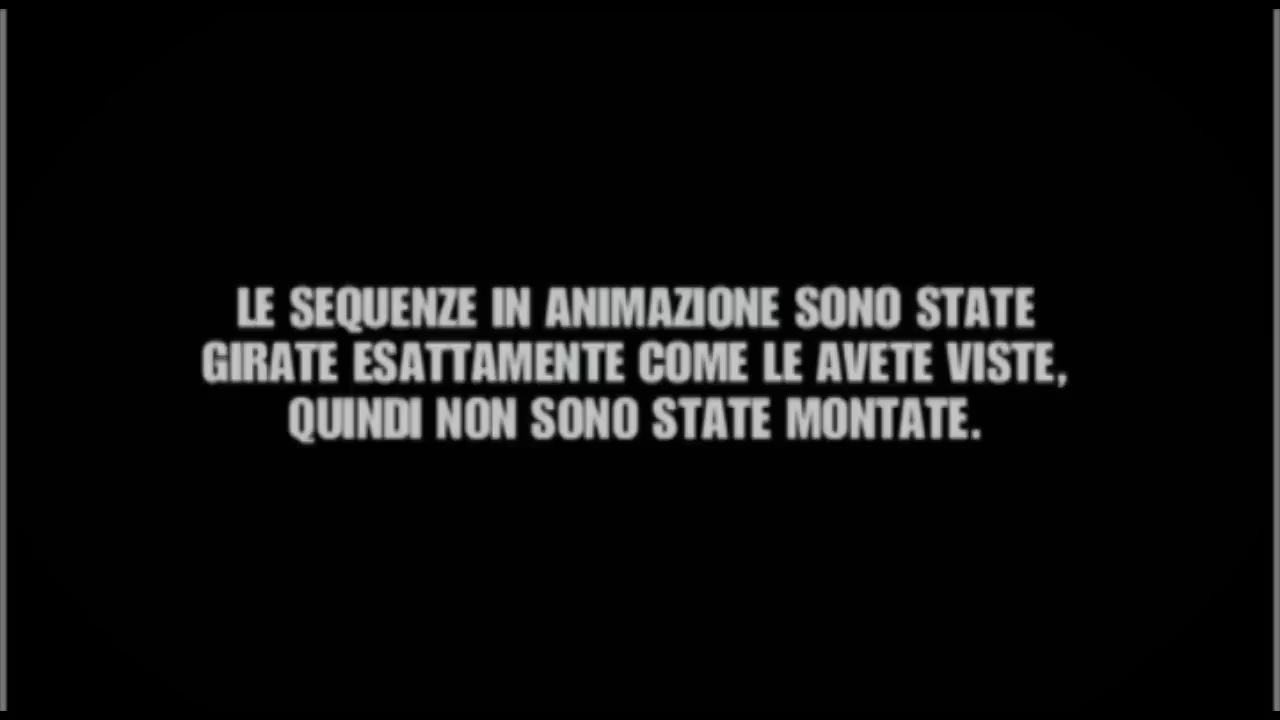 LE SEQUENZE IN ANIMAZIONE SONO STATE
GIRATE ESATTAMENTE COME LE AVETE VISTE,
QUINDI NON SONO STATE MONTATE.